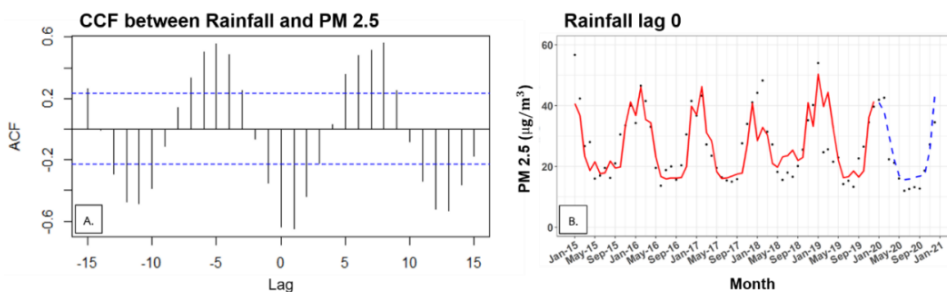 CCF between Rainfall and PM 2.5
ACF
0.6
0.2
-0.2
-0.6
A.
-15
-10
-5
0
5
10
15
Lag
Rainfall lag 0
PM 2.5 (μg/m³)
60
40
20
0
B.
Jan-15
May-15
Sep-15
Jan-16
May-16
Sep-16
Jan-17
May-17
Sep-17
Jan-18
May-18
Sep-18
Jan-19
May-19
Sep-19
Jan-20
May-20
Sep-20
Jan-21
Month